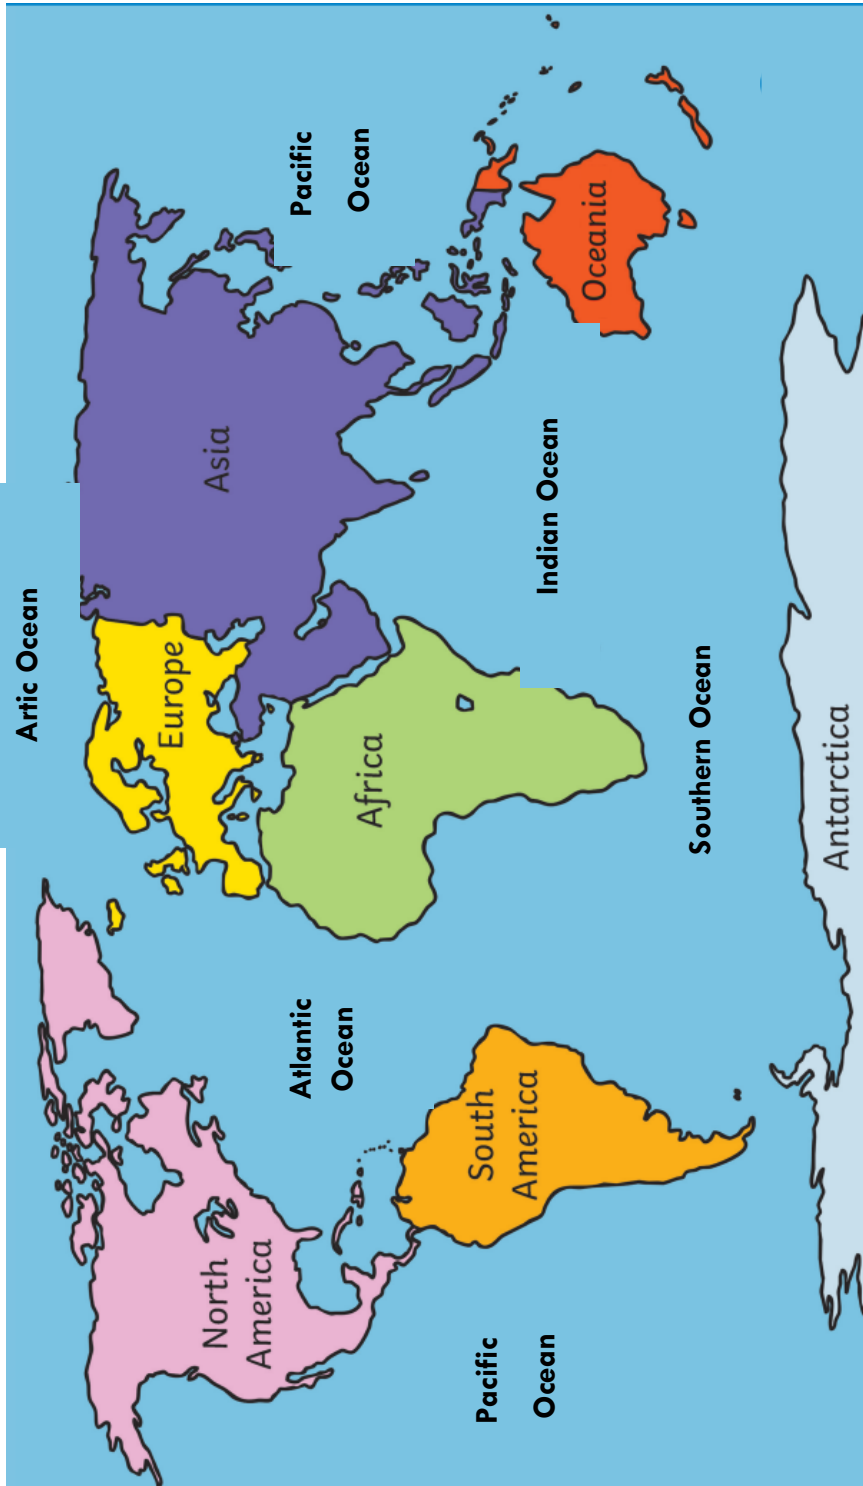 Artic Ocean
North
America
Europe
Asia
Pacific
Ocean
Atlantic
Ocean
Africa
Pacific
Ocean
South
America
Indian Ocean
Oceania
Southern Ocean
Antarctica